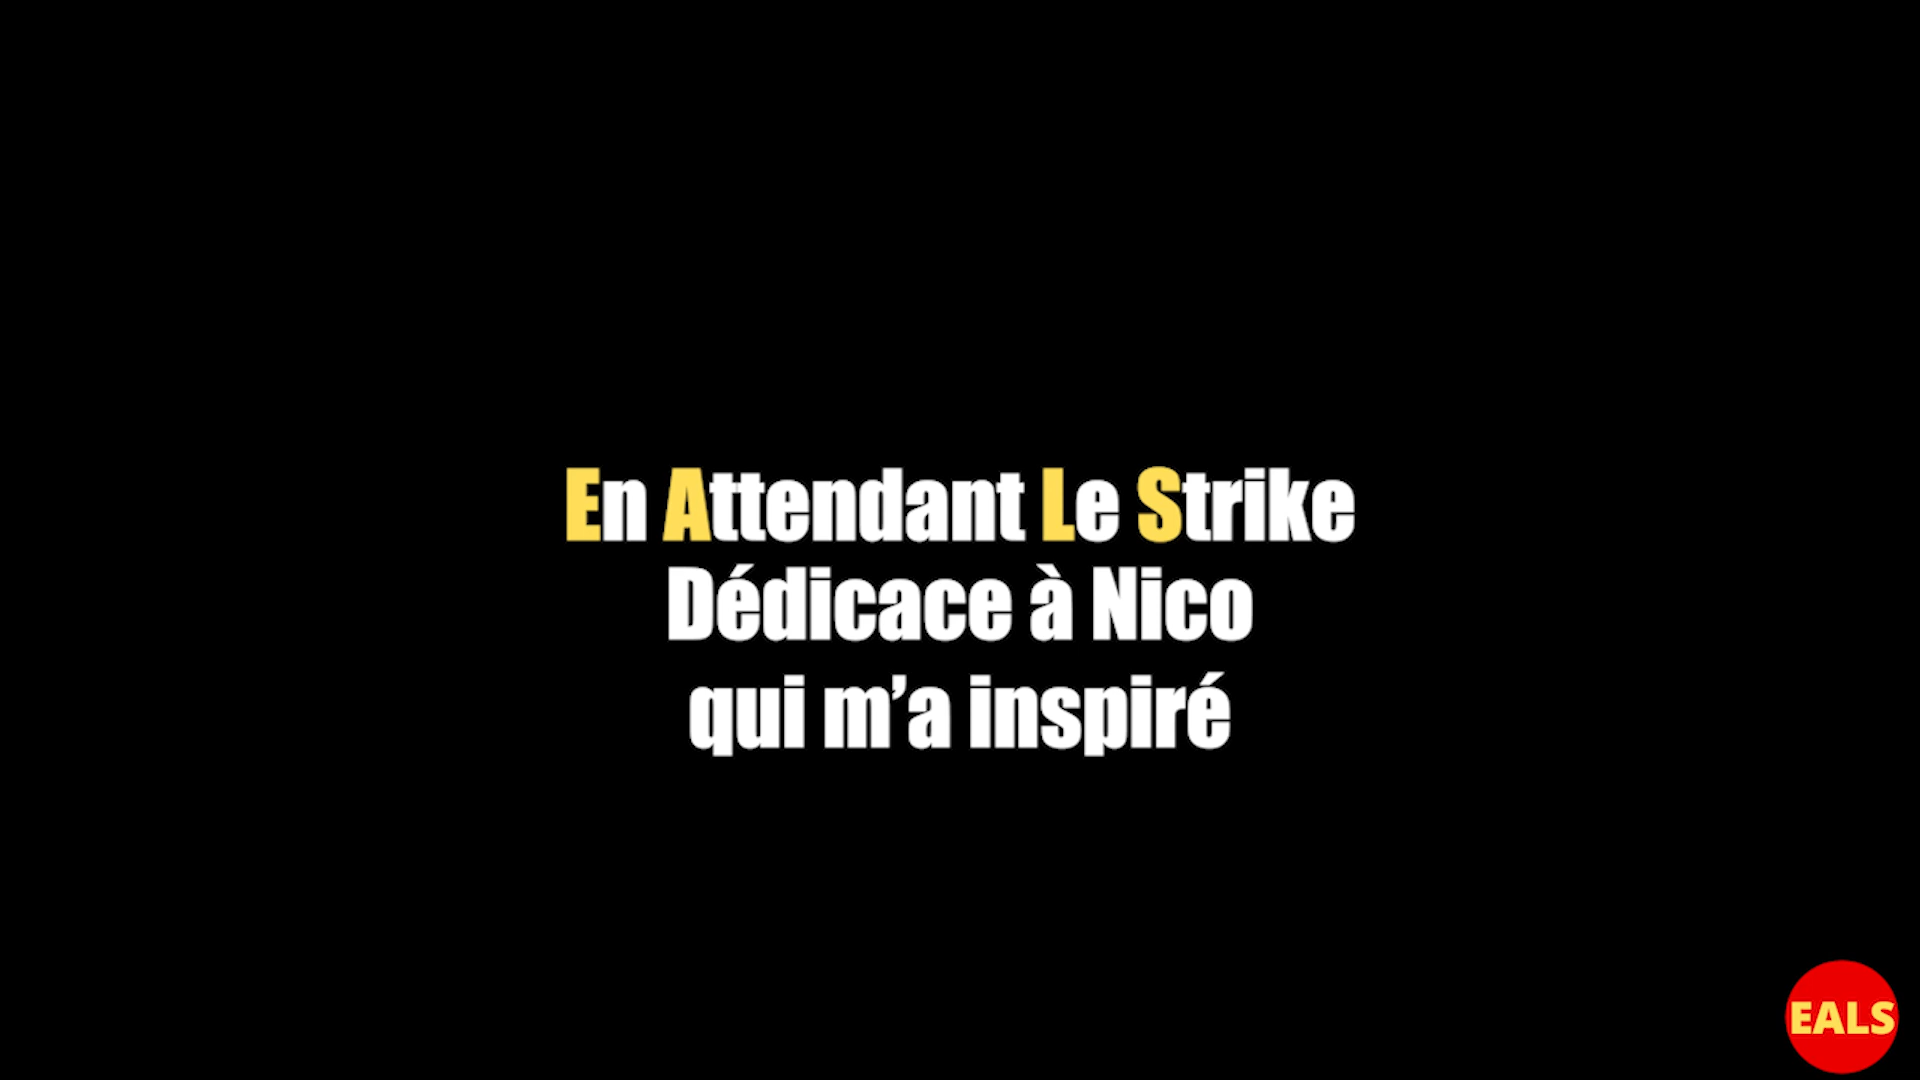 En Attendant Le Strike
Dédicace à Nico
qui m’a inspiré
EALS